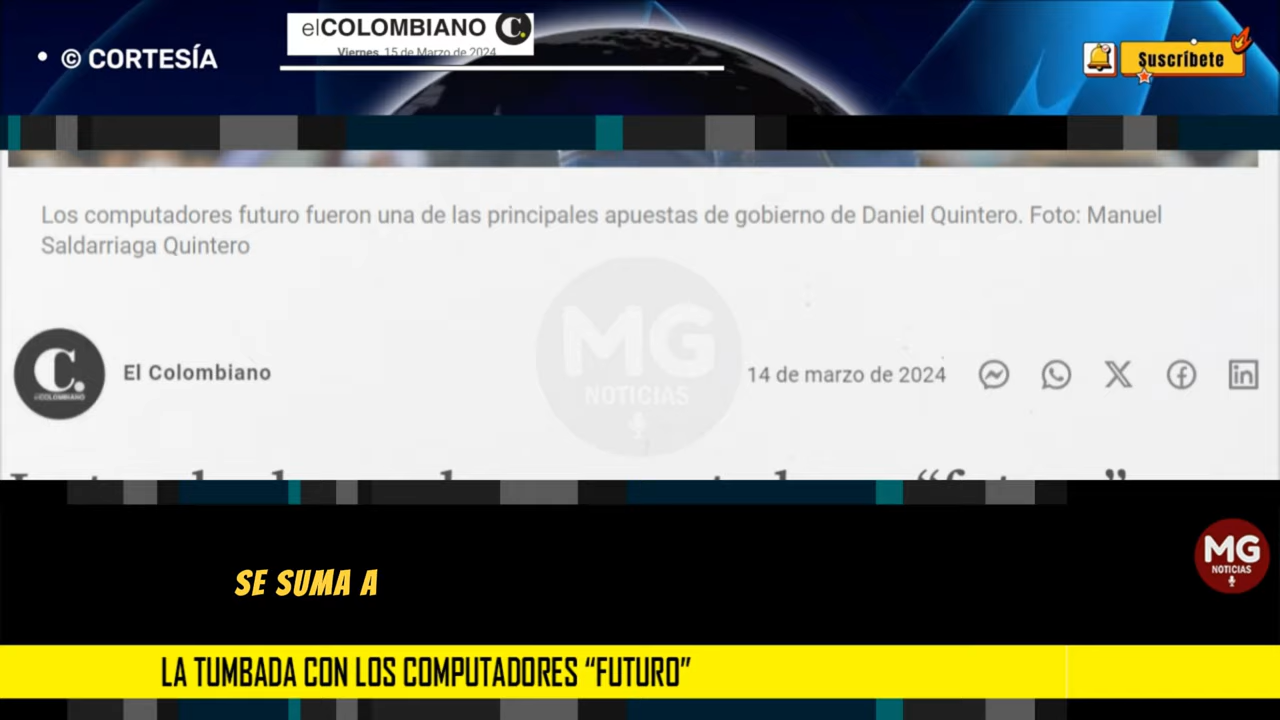 • © CORTESÍA
elCOLOMBIANO C.
Viernes, 15 de Marzo de 2024
Suscríbete
Los computadores futuro fueron una de las principales apuestas de gobierno de Daniel Quintero. Foto: Manuel
Saldarriaga Quintero
MG
NOTICIAS
C.
elCOLOMBIANO
El Colombiano
14 de marzo de 2024
MG
NOTICIAS
SE SUMA A
LA TUMBADA CON LOS COMPUTADORES “FUTURO”